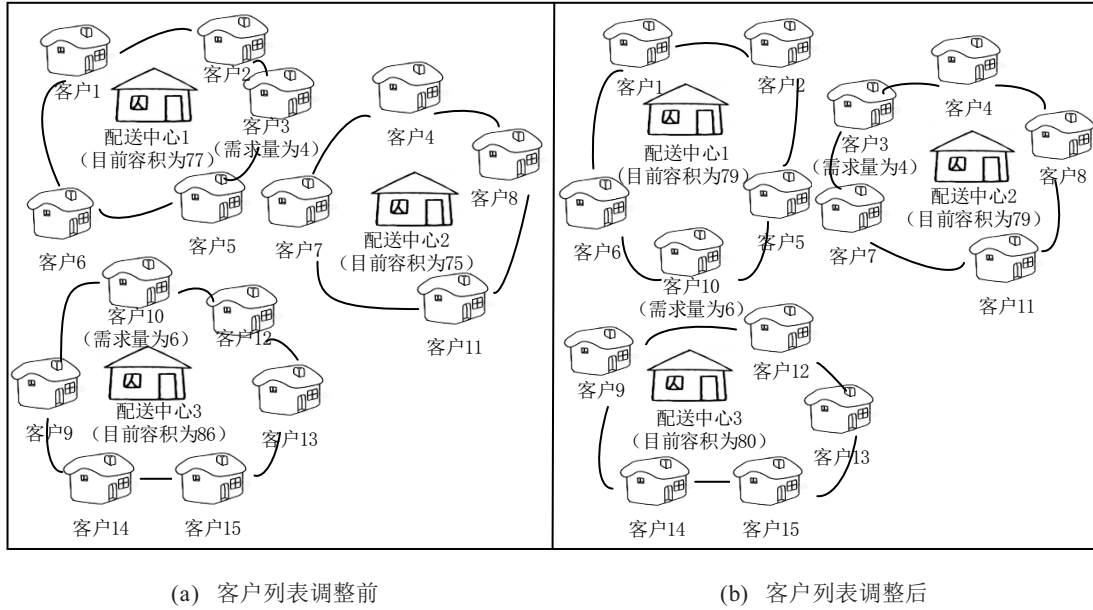 客户1
客户2
配送中心1
（目前容积为77）
客户3
（需求量为4）
客户4
客户8
客户6
客户5
客户7
配送中心2
（目前容积为75）
客户10
（需求量为6）
客户12
客户11
配送中心3
（目前容积为86）
客户9
客户13
客户14
客户15
(a) 客户列表调整前
客户1
客户2
配送中心1
（目前容积为79）
客户3
（需求量为4）
客户4
客户8
配送中心2
（目前容积为79）
客户6
客户5
客户7
客户10
（需求量为6）
客户11
客户9
客户12
配送中心3
（目前容积为80）
客户13
客户14
客户15
(b) 客户列表调整后